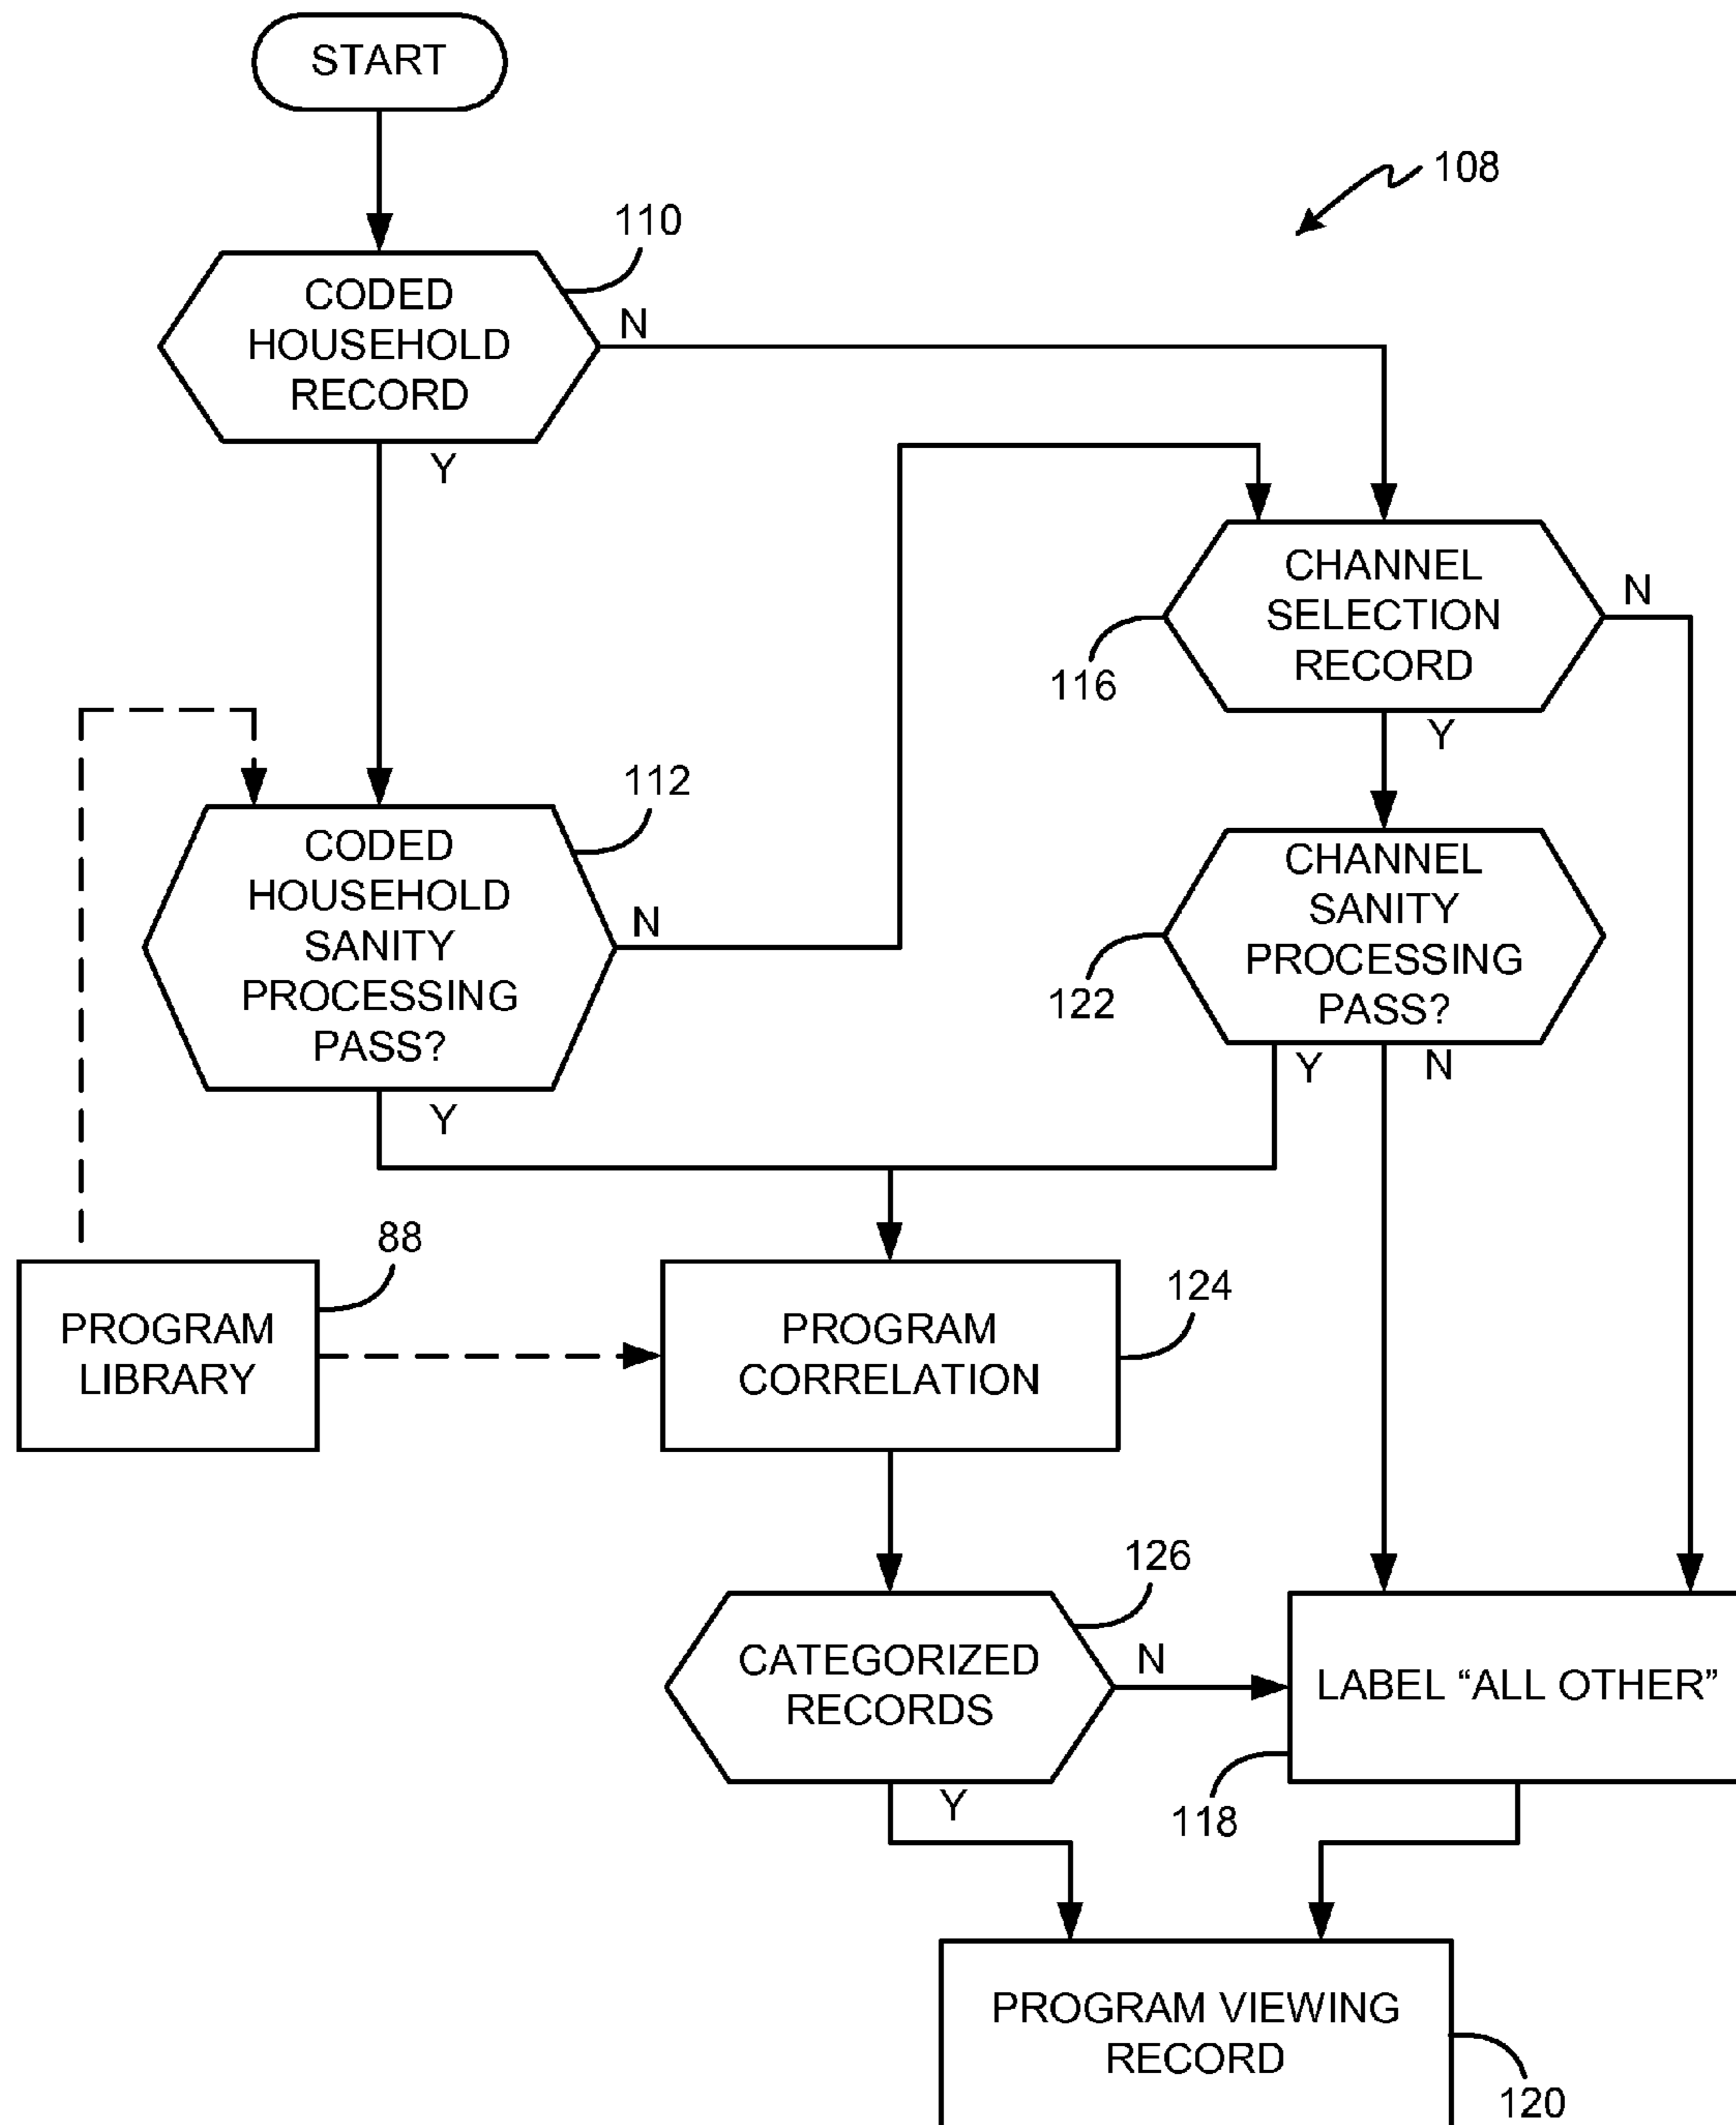 START
108
110
CODED
HOUSEHOLD
RECORD
N
Y
CHANNEL
SELECTION
RECORD
N
116
Y
112
CODED
HOUSEHOLD
SANITY
PROCESSING
PASS?
N
Y
CHANNEL
SANITY
PROCESSING
PASS?
122
Y
N
88
PROGRAM
LIBRARY
124
PROGRAM
CORRELATION
126
CATEGORIZED
RECORDS
N
Y
LABEL “ALL OTHER”
118
PROGRAM VIEWING
RECORD
120